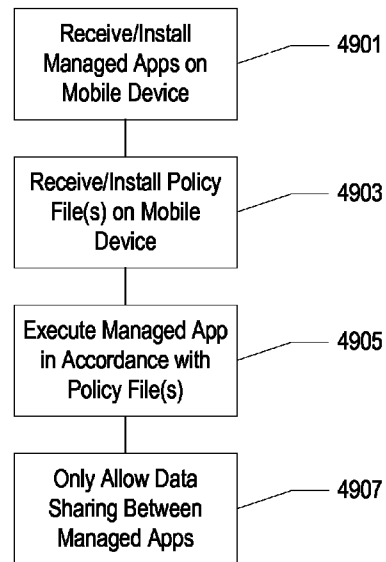 Receive/Install
Managed Apps on
Mobile Device
4901
Receive/Install Policy
File(s) on Mobile
Device
4903
Execute Managed App
in Accordance with
Policy File(s)
4905
Only Allow Data
Sharing Between
Managed Apps
4907